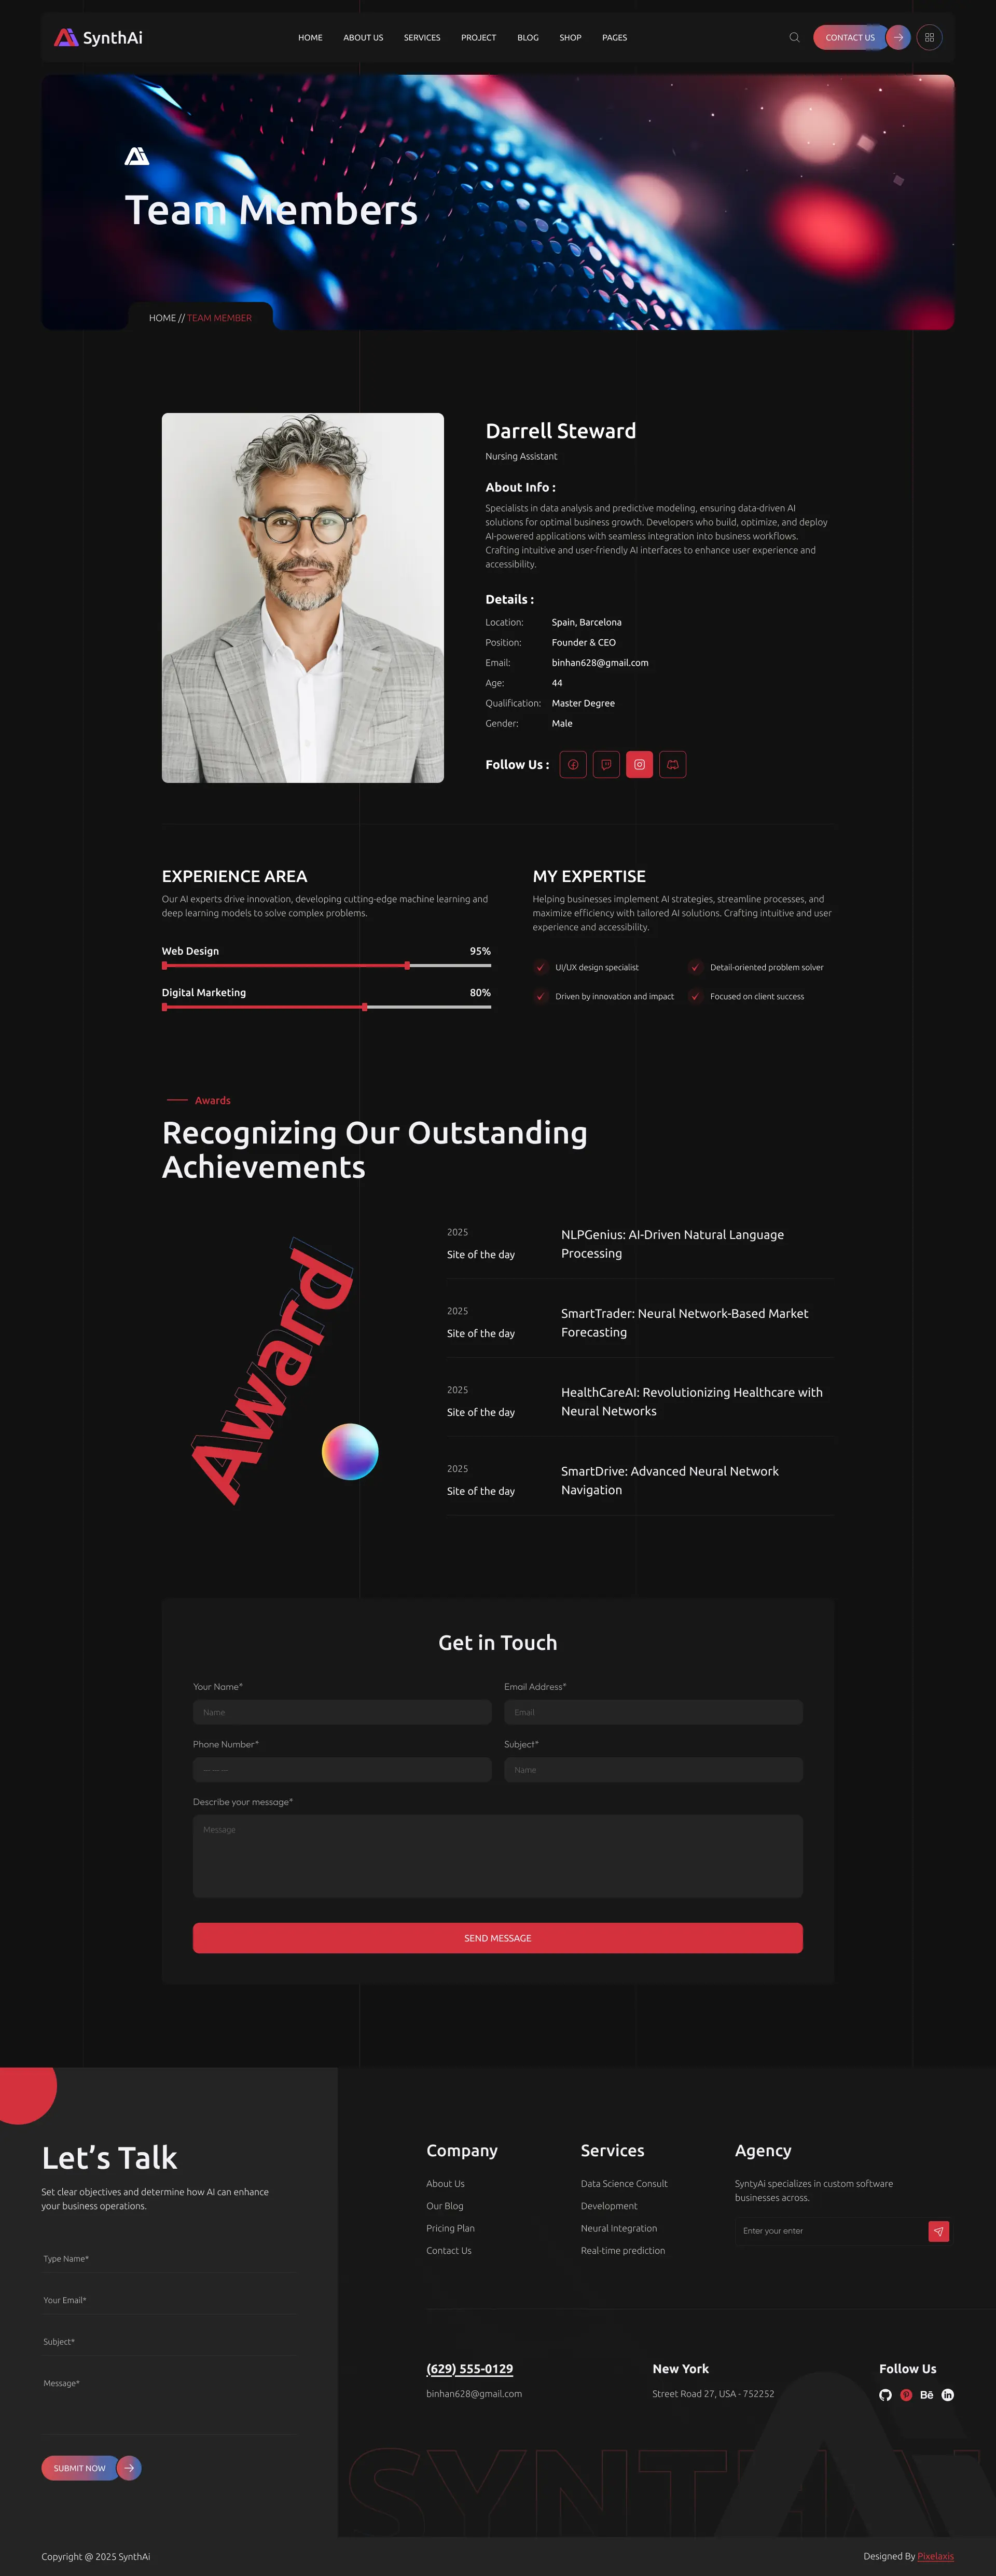 SynthAi
HOME ABOUT US SERVICES PROJECT BLOG SHOP PAGES
CONTACT US
Team Members
HOME // TEAM MEMBER
Darrell Steward
Nursing Assistant
About Info :
Specialists in data analysis and predictive modeling, ensuring data-driven AI
solutions for optimal business growth. Developers who build, optimize, and deploy
AI-powered applications with seamless integration into business workflows.
Crafting intuitive and user-friendly AI interfaces to enhance user experience and
accessibility.
Details :
Location: Spain, Barcelona
Position: Founder & CEO
Email: binhan628@gmail.com
Age: 44
Qualification: Master Degree
Gender: Male
Follow Us :
EXPERIENCE AREA
Our AI experts drive innovation, developing cutting-edge machine learning and
deep learning models to solve complex problems.
Web Design 95%
Digital Marketing 80%
MY EXPERTISE
Helping businesses implement AI strategies, streamline processes, and
maximize efficiency with tailored AI solutions. Crafting intuitive and user
experience and accessibility.
UI/UX design specialist
Detail-oriented problem solver
Driven by innovation and impact
Focused on client success
Awards
Recognizing Our Outstanding
Achievements
Award
2025
Site of the day
NLPGenius: AI-Driven Natural Language
Processing
2025
Site of the day
SmartTrader: Neural Network-Based Market
Forecasting
2025
Site of the day
HealthCareAI: Revolutionizing Healthcare with
Neural Networks
2025
Site of the day
SmartDrive: Advanced Neural Network
Navigation
Get in Touch
Your Name*
Name
Email Address*
Email
Phone Number*
— — —
Subject*
Name
Describe your message*
Message
SEND MESSAGE
Let’s Talk
Set clear objectives and determine how AI can enhance
your business operations.
Type Name*
Your Email*
Subject*
Message*
SUBMIT NOW
Company
About Us
Our Blog
Pricing Plan
Contact Us
Services
Data Science Consult
Development
Neural Integration
Real-time prediction
Agency
SyntyAi specializes in custom software
businesses across.
Enter your enter
(629) 555-0129
binhan628@gmail.com
New York
Street Road 27, USA - 752252
Follow Us
Bē
in
SYNTHAI
Copyright @ 2025 SynthAi
Designed By Pixelaxis